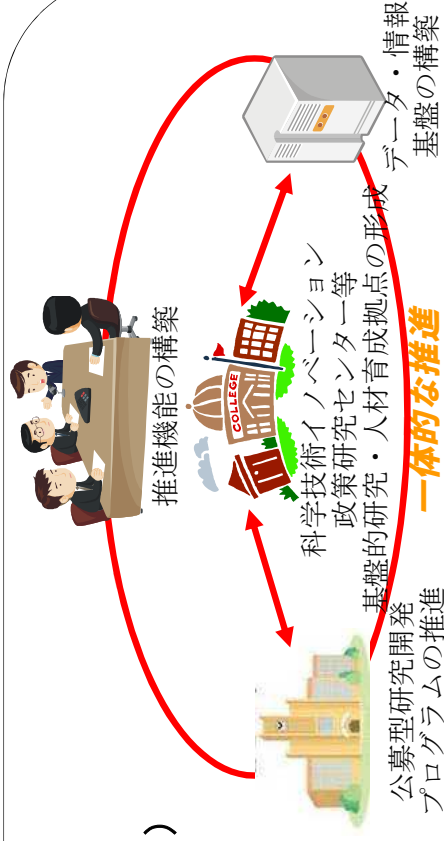 推進機能の構築
COLLEGE
科学技術イノベーション
政策研究センター等
基盤的研究・人材育成拠点の形成
データ・情報
基盤の構築
公募型研究開発
プログラムの推進
一体的な推進
)